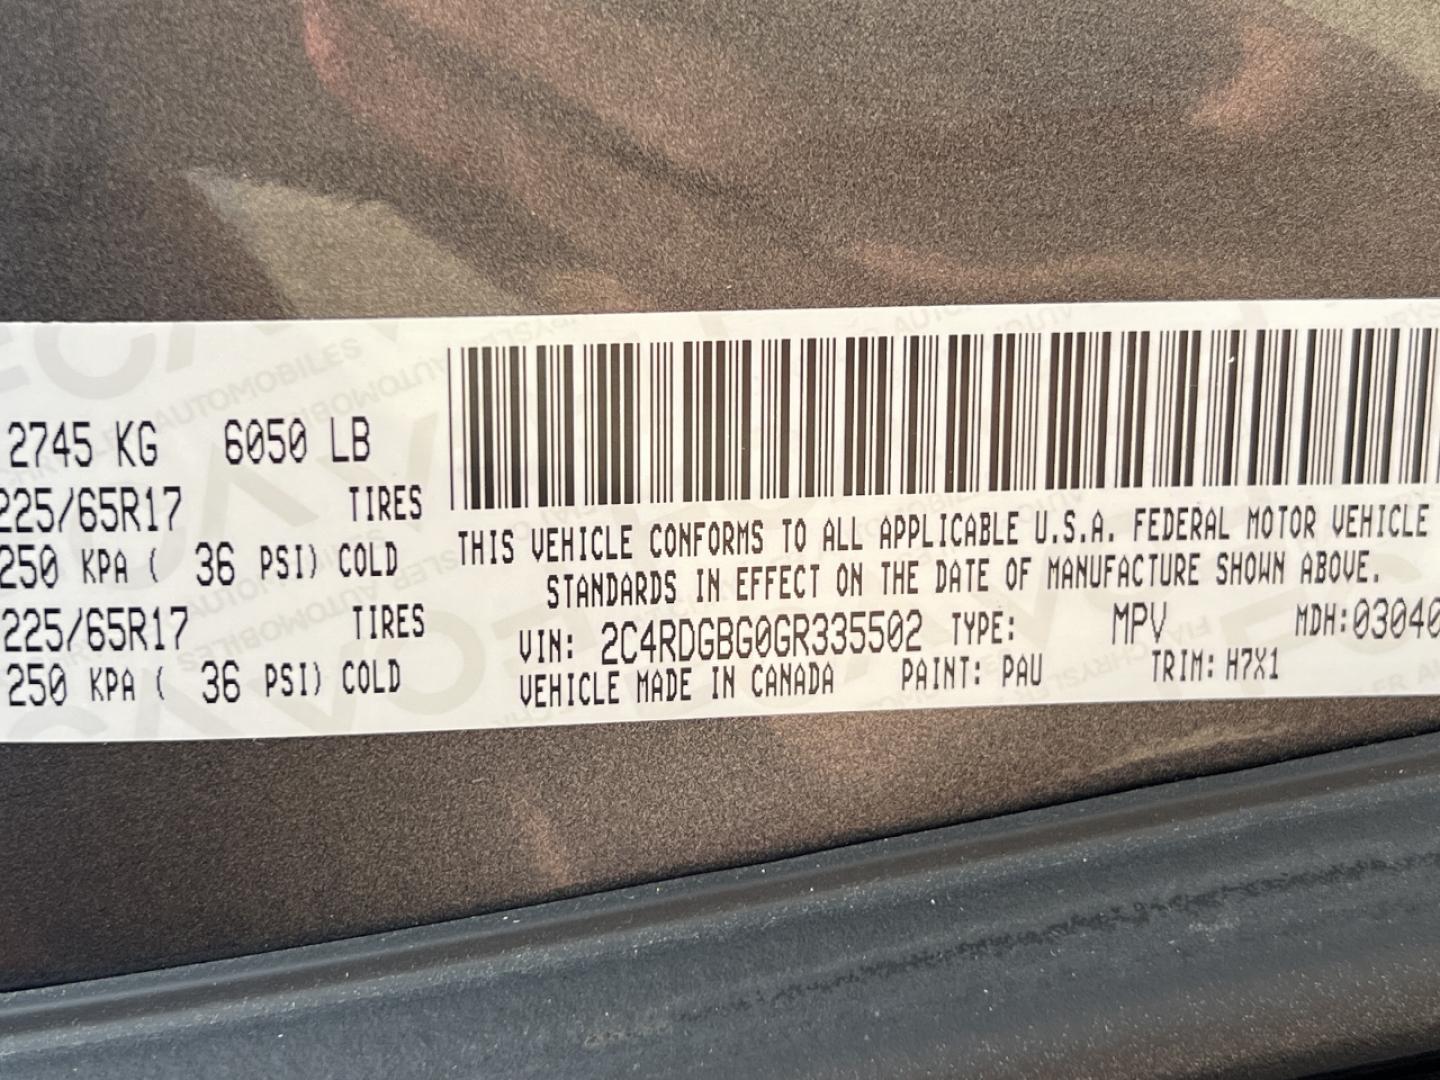 2745 KG 6050 LB
225/65R17 TIRES
250 KPA ( 36 PSI) COLD
225/65R17 TIRES
250 KPA ( 36 PSI) COLD
THIS VEHICLE CONFORMS TO ALL APPLICABLE U.S.A. FEDERAL MOTOR VEHICLE
STANDARDS IN EFFECT ON THE DATE OF MANUFACTURE SHOWN ABOVE.
VIN: 2C4RDGBG0GR335502 TYPE: MPV MDH:03040
VEHICLE MADE IN CANADA PAINT: PAU TRIM: H7X1